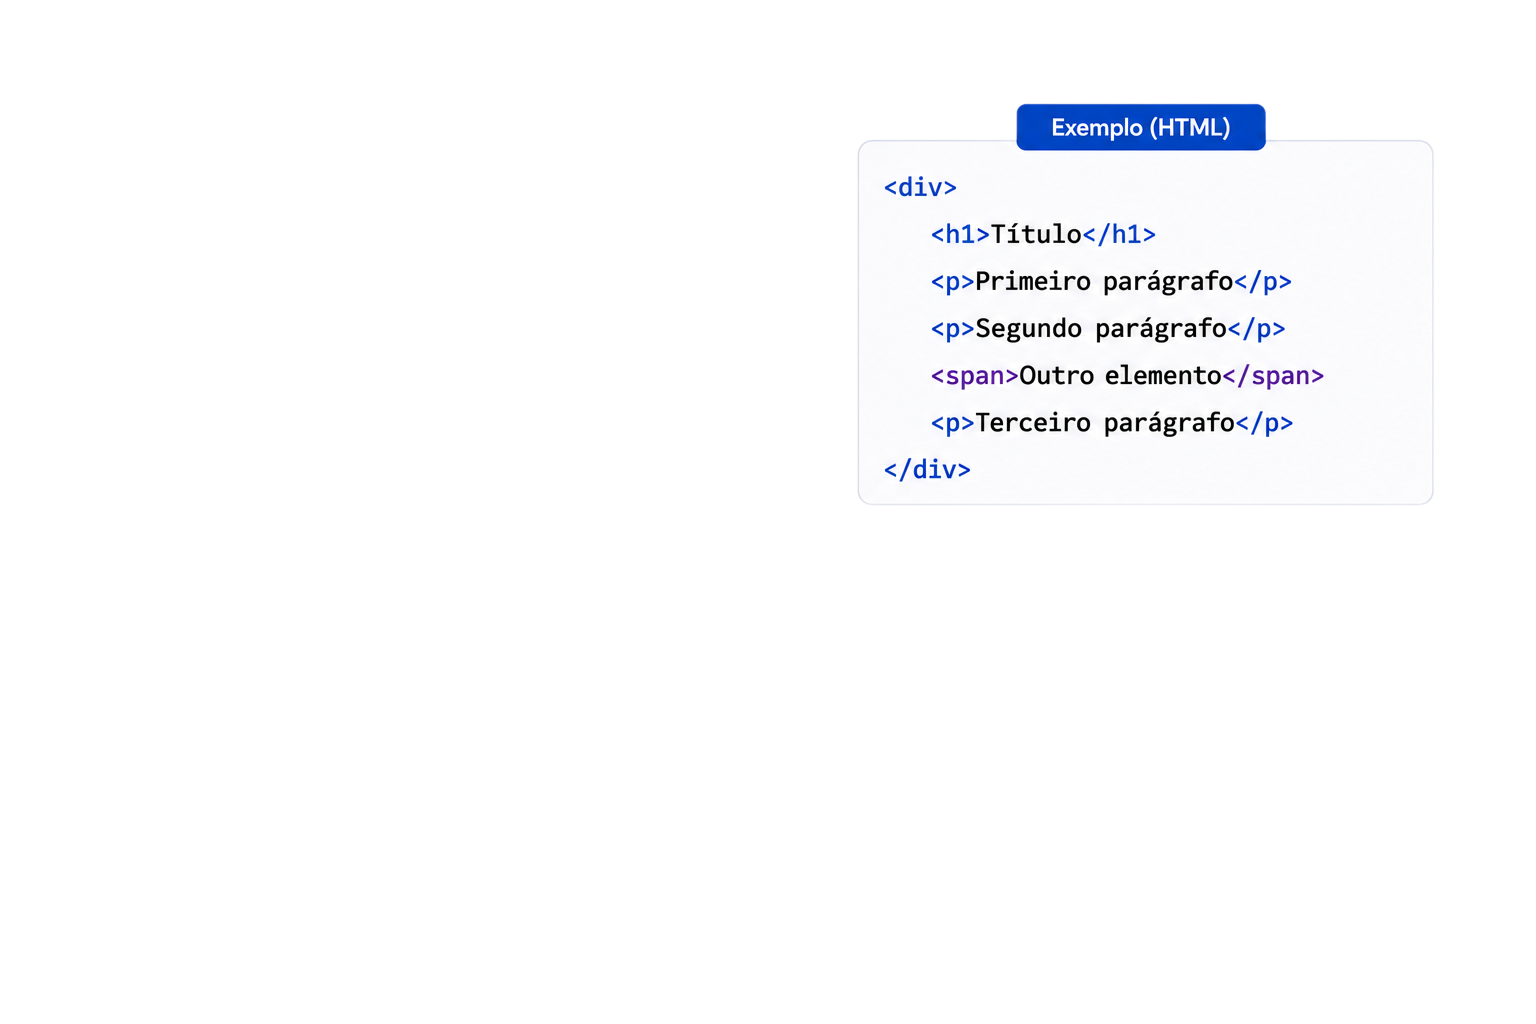 Exemplo (HTML)
<div>
<h1>Título</h1>
<p>Primeiro parágrafo</p>
<p>Segundo parágrafo</p>
<span>Outro elemento</span>
<p>Terceiro parágrafo</p>
</div>